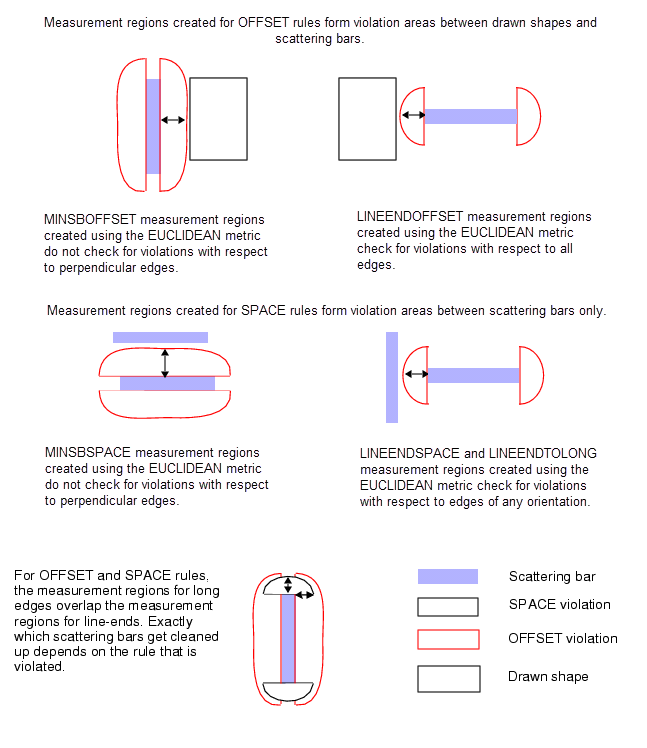 Measurement regions created for OFFSET rules form violation areas between drawn shapes and
scattering bars.
MINSBOFFSET measurement regions
created using the EUCLIDEAN metric
do not check for violations with respect
to perpendicular edges.
LINEENDOFFSET measurement regions
created using the EUCLIDEAN metric
check for violations with respect to all
edges.
Measurement regions created for SPACE rules form violation areas between scattering bars only.
MINSBSPACE measurement regions
created using the EUCLIDEAN metric
do not check for violations with respect
to perpendicular edges.
LINEENDSPACE and LINEENDTOLONG
measurement regions created using the
EUCLIDEAN metric check for violations
with respect to edges of any orientation.
For OFFSET and SPACE rules,
the measurement regions for long
edges overlap the measurement
regions for line-ends. Exactly
which scattering bars get cleaned
up depends on the rule that is
violated.
Scattering bar
SPACE violation
OFFSET violation
Drawn shape